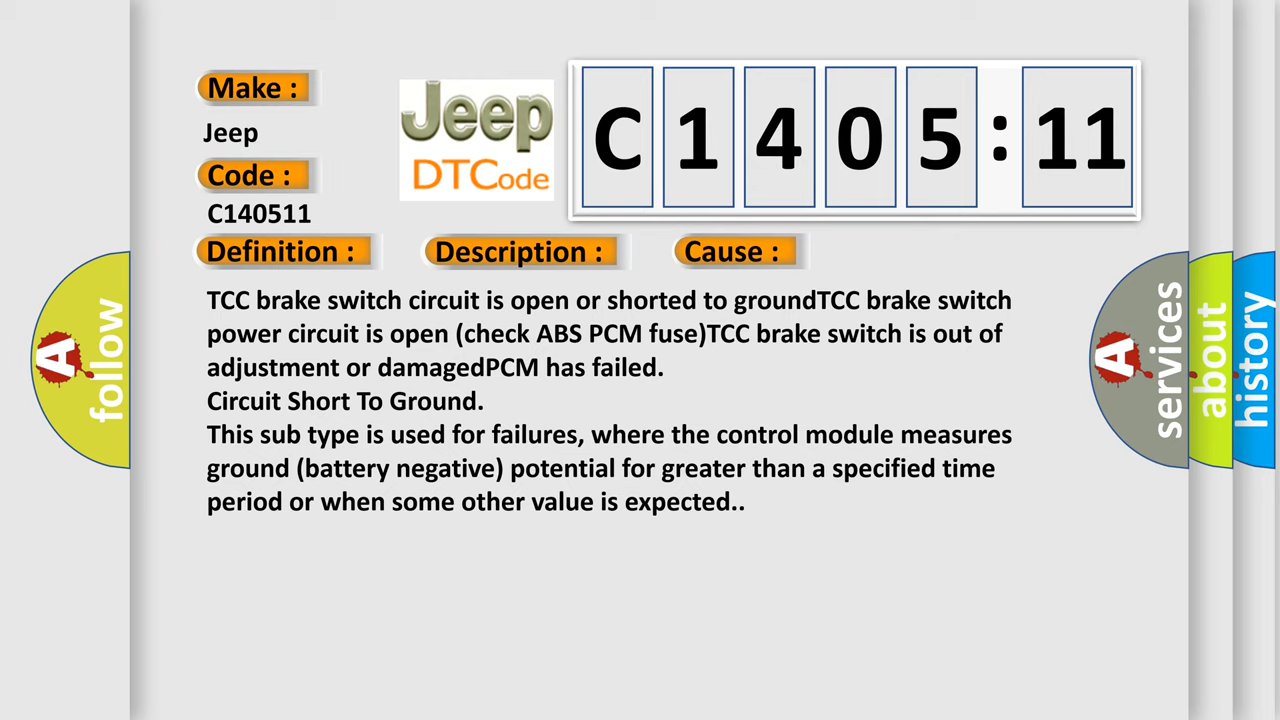 Make :
Jeep
Code :
C140511
Jeep
DTCode
C1405:11
Definition :
Description :
Cause :
TCC brake switch circuit is open or shorted to groundTCC brake switch
power circuit is open (check ABS PCM fuse)TCC brake switch is out of
adjustment or damagedPCM has failed.
Circuit Short To Ground.
This sub type is used for failures, where the control module measures
ground (battery negative) potential for greater than a specified time
period or when some other value is expected..
A follow
A services
about
history